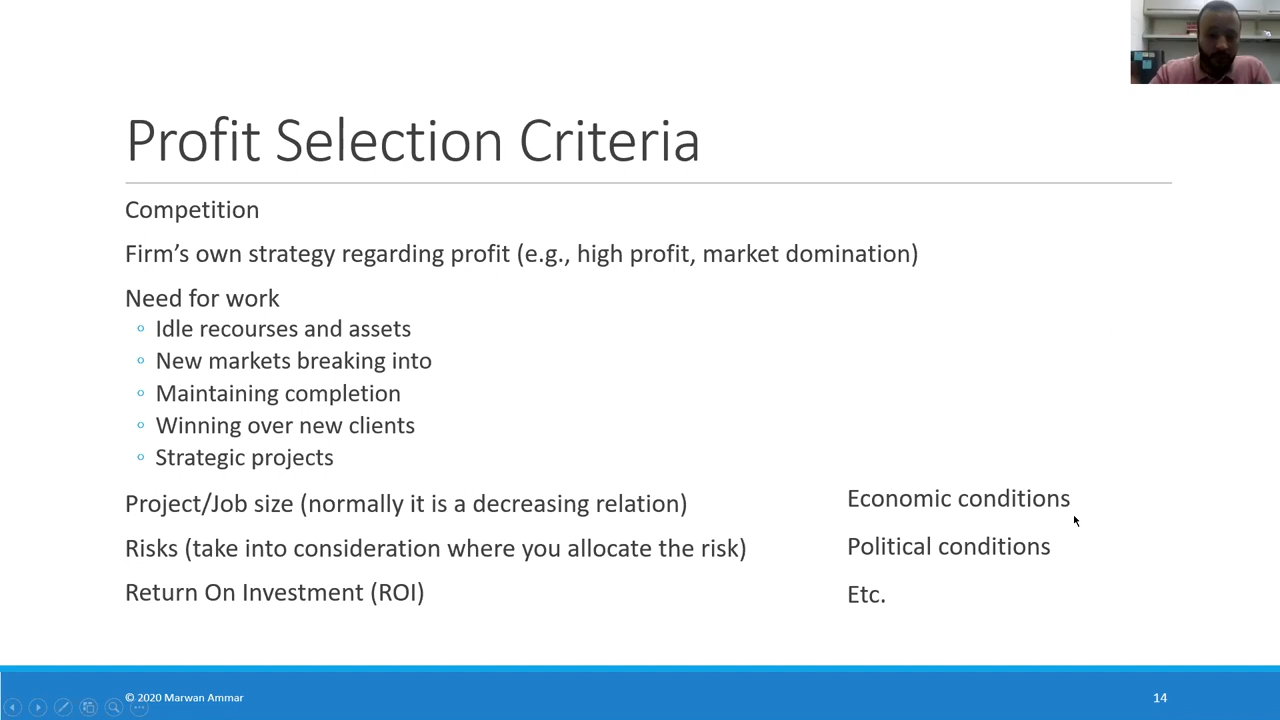 Profit Selection Criteria
Competition
Firm's own strategy regarding profit (e.g., high profit, market domination)
Need for work
◦ Idle recourses and assets
◦ New markets breaking into
◦ Maintaining completion
◦ Winning over new clients
◦ Strategic projects
Project/Job size (normally it is a decreasing relation)
Risks (take into consideration where you allocate the risk)
Return On Investment (ROI)
Economic conditions
Political conditions
Etc.
© 2020 Marwan Ammar
14